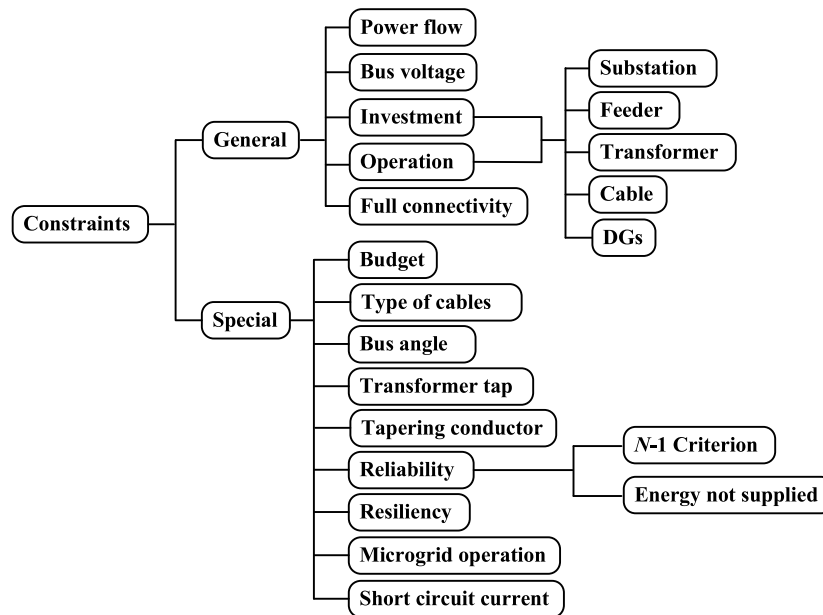 Constraints
General
Power flow
Bus voltage
Investment
Operation
Full connectivity
Substation
Feeder
Transformer
Cable
DGs
Special
Budget
Type of cables
Bus angle
Transformer tap
Tapering conductor
Reliability
Resiliency
Microgrid operation
Short circuit current
N-1 Criterion
Energy not supplied